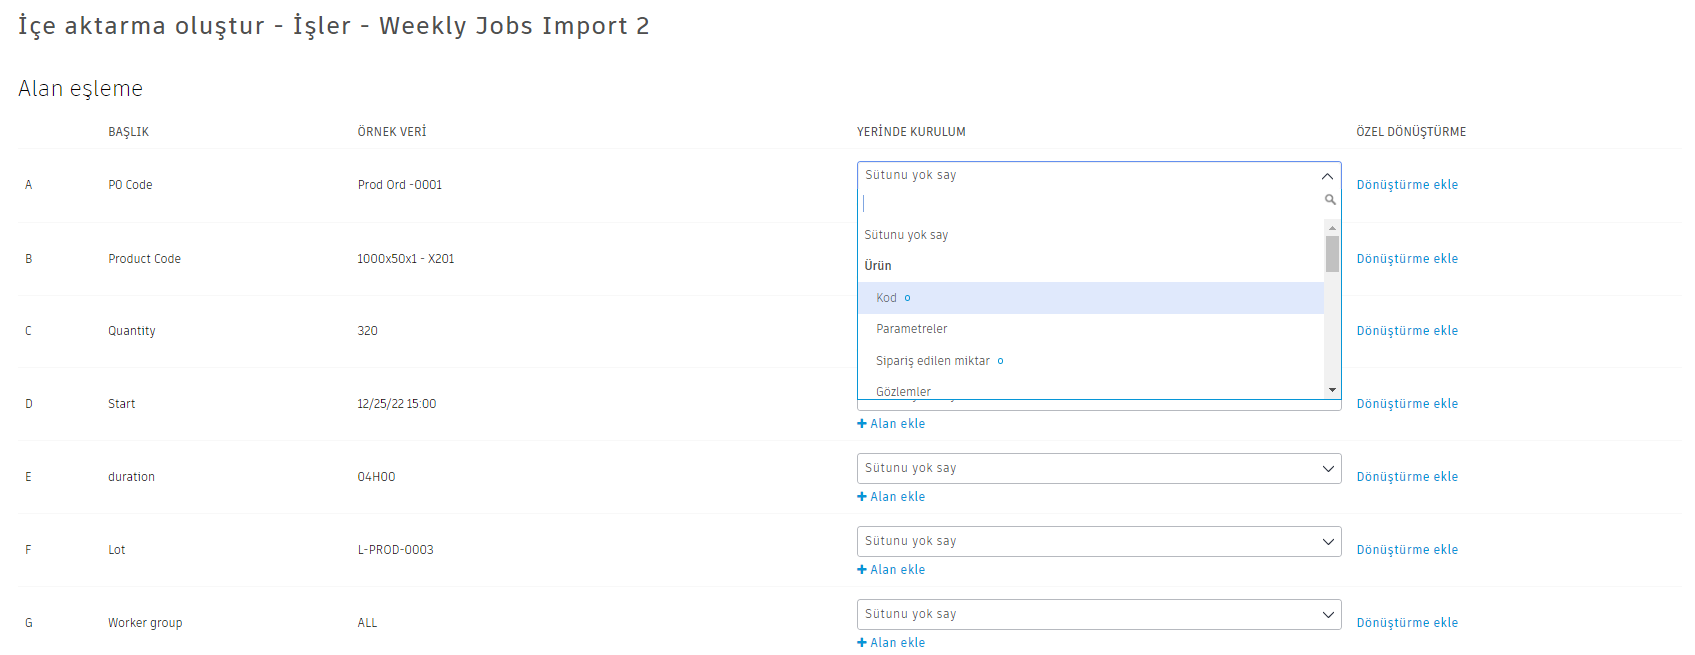 İçe aktarma oluştur - İşler - Weekly Jobs Import 2
Alan eşleme
BAŞLIK ÖRNEK VERİ YERİNDE KURULUM ÖZEL DÖNÜŞTÜRME
A PO Code Prod Ord -0001 Sütunu yok say Dönüştürme ekle
Sütunu yok say
Ürün
B Product Code 1000x50x1 - X201 Dönüştürme ekle
Kod o
Parametreler
C Quantity 320 Dönüştürme ekle
Sipariş edilen miktar o
Gözlemler
D Start 12/25/22 15:00 Dönüştürme ekle
+ Alan ekle
E duration 04H00 Sütunu yok say Dönüştürme ekle
+ Alan ekle
F Lot L-PROD-0003 Sütunu yok say Dönüştürme ekle
+ Alan ekle
G Worker group ALL Sütunu yok say Dönüştürme ekle
+ Alan ekle